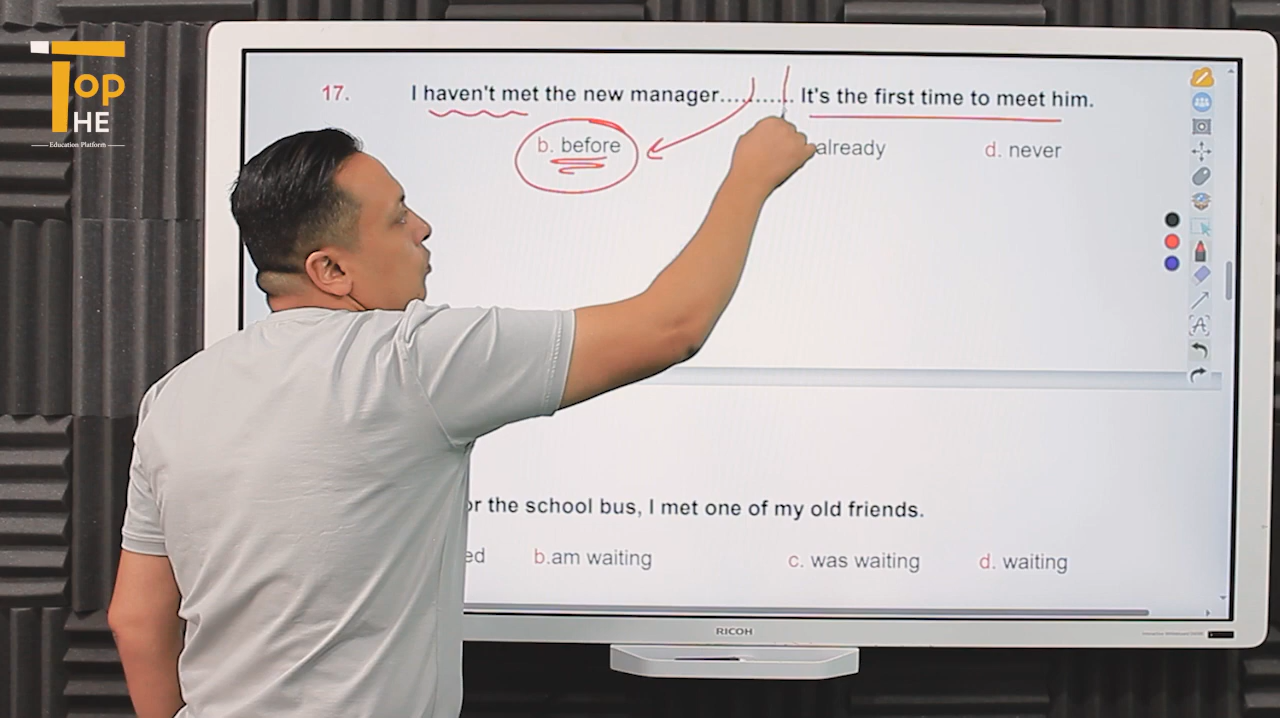 TOP
THE
Education Platform
17. I haven't met the new manager............ It's the first time to meet him.
b. before already d. never
or the school bus, I met one of my old friends.
ed b.am waiting c. was waiting d. waiting
RICOH